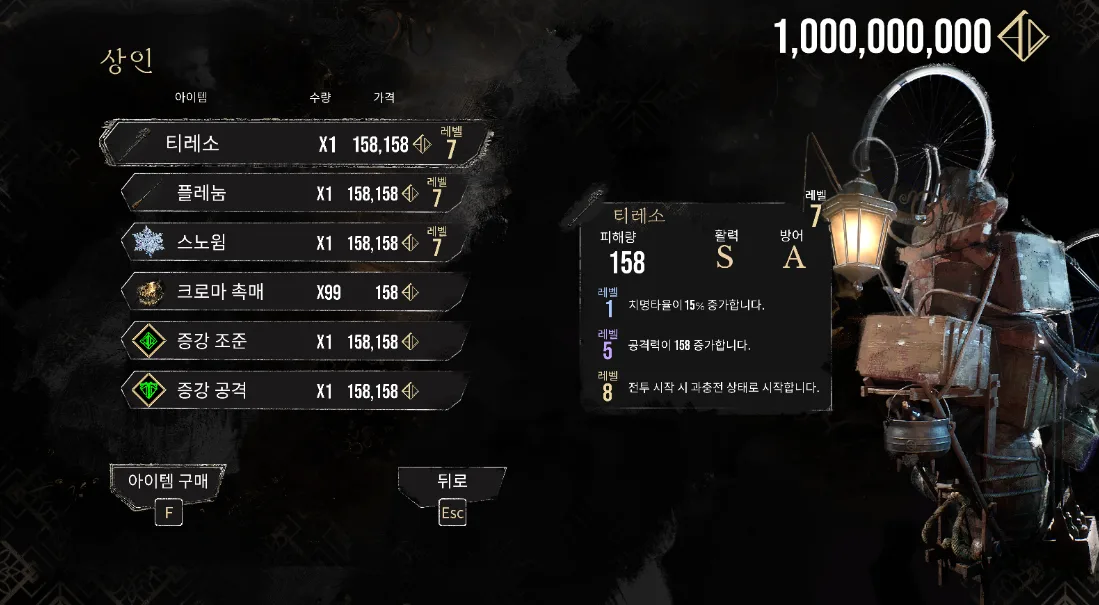 1,000,000,000
상인
아이템 수량 가격
티레소 X1 158,158 레벨 7
플레눔 X1 158,158 레벨 7
스노윔 X1 158,158 레벨 7
크로마 촉매 X99 158
증강 조준 X1 158,158
증강 공격 X1 158,158
아이템 구매
F
뒤로
Esc
티레소
레벨
7
피해량 활력 방어
158 S A
레벨
1 치명타율이 15% 증가합니다.
레벨
5 공격력이 158 증가합니다.
레벨
8 전투 시작 시 과충전 상태로 시작합니다.